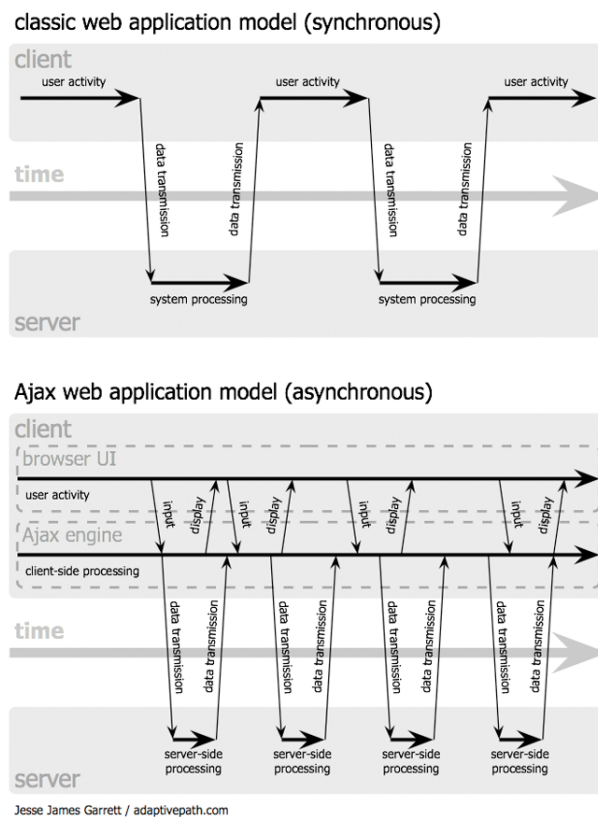 classic web application model (synchronous)
client
user activity
user activity
user activity
data transmission
data transmission
data transmission
data transmission
time
system processing
system processing
server
Ajax web application model (asynchronous)
client
browser UI
user activity
input
display
input
display
input
display
input
display
Ajax engine
client-side processing
data transmission
data transmission
data transmission
data transmission
data transmission
data transmission
data transmission
data transmission
time
server-side
processing
server-side
processing
server-side
processing
server-side
processing
server
Jesse James Garrett / adaptivepath.com